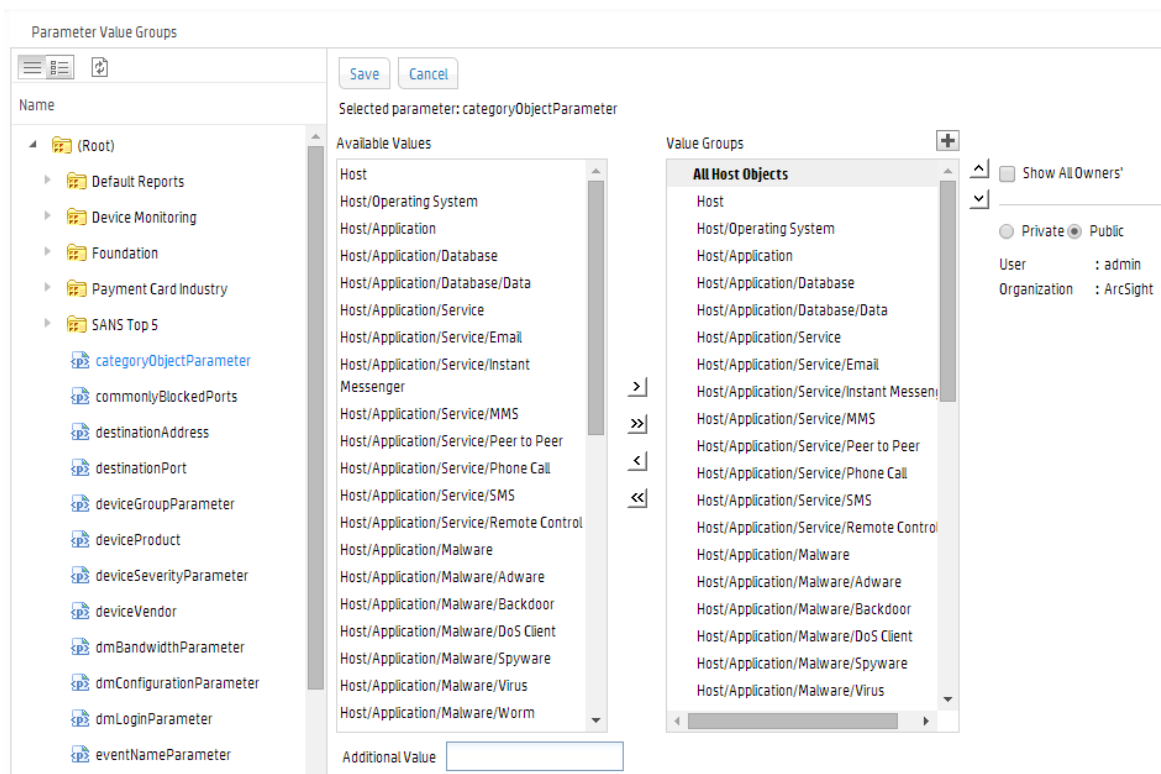 Parameter Value Groups
Name
(Root)
Default Reports
Device Monitoring
Foundation
Payment Card Industry
SANS Top 5
categoryObjectParameter
commonlyBlockedPorts
destinationAddress
destinationPort
deviceGroupParameter
deviceProduct
deviceSeverityParameter
deviceVendor
dmBandwidthParameter
dmConfigurationParameter
dmLoginParameter
eventNameParameter
Save Cancel
Selected parameter: categoryObjectParameter
Available Values
Host
Host/Operating System
Host/Application
Host/Application/Database
Host/Application/Database/Data
Host/Application/Service
Host/Application/Service/Email
Host/Application/Service/Instant
Messenger
Host/Application/Service/MMS
Host/Application/Service/Peer to Peer
Host/Application/Service/Phone Call
Host/Application/Service/SMS
Host/Application/Service/Remote Control
Host/Application/Malware
Host/Application/Malware/Adware
Host/Application/Malware/Backdoor
Host/Application/Malware/DoS Client
Host/Application/Malware/Spyware
Host/Application/Malware/Virus
Host/Application/Malware/Worm
Additional Value
>
>>
<
<<
Value Groups
All Host Objects
Host
Host/Operating System
Host/Application
Host/Application/Database
Host/Application/Database/Data
Host/Application/Service
Host/Application/Service/Email
Host/Application/Service/Instant Messeng
Host/Application/Service/MMS
Host/Application/Service/Peer to Peer
Host/Application/Service/Phone Call
Host/Application/Service/SMS
Host/Application/Service/Remote Control
Host/Application/Malware
Host/Application/Malware/Adware
Host/Application/Malware/Backdoor
Host/Application/Malware/DoS Client
Host/Application/Malware/Spyware
Host/Application/Malware/Virus
Show All Owners'
Private Public
User : admin
Organization : ArcSight